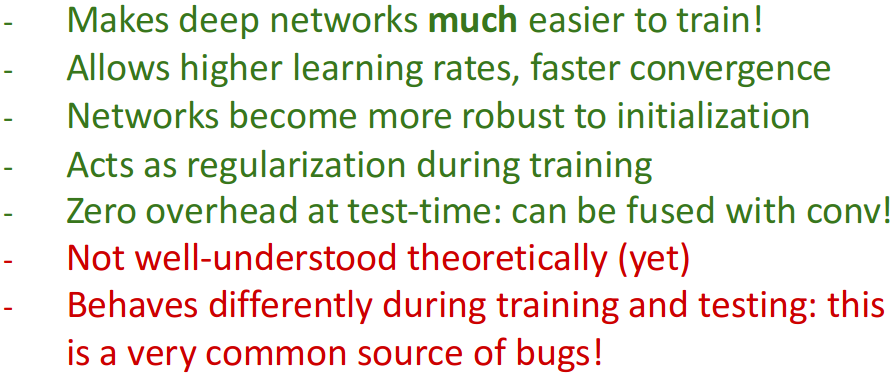 - Makes deep networks much easier to train!
- Allows higher learning rates, faster convergence
- Networks become more robust to initialization
- Acts as regularization during training
- Zero overhead at test-time: can be fused with conv!
- Not well-understood theoretically (yet)
- Behaves differently during training and testing: this
is a very common source of bugs!